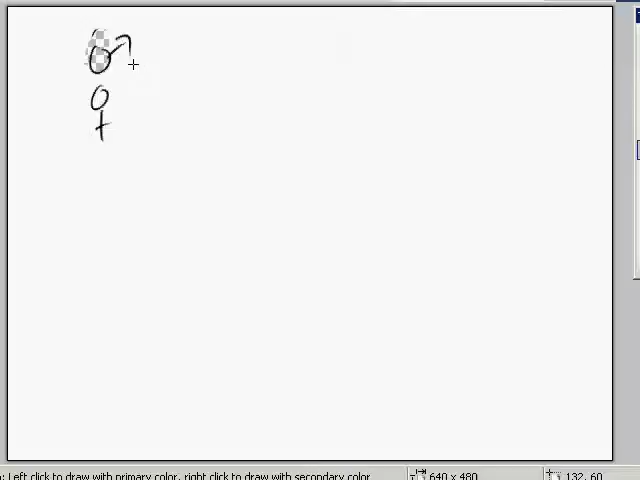 ♂
♀
: Left click to draw with primary color, right click to draw with secondary color
640 x 480
132, 60